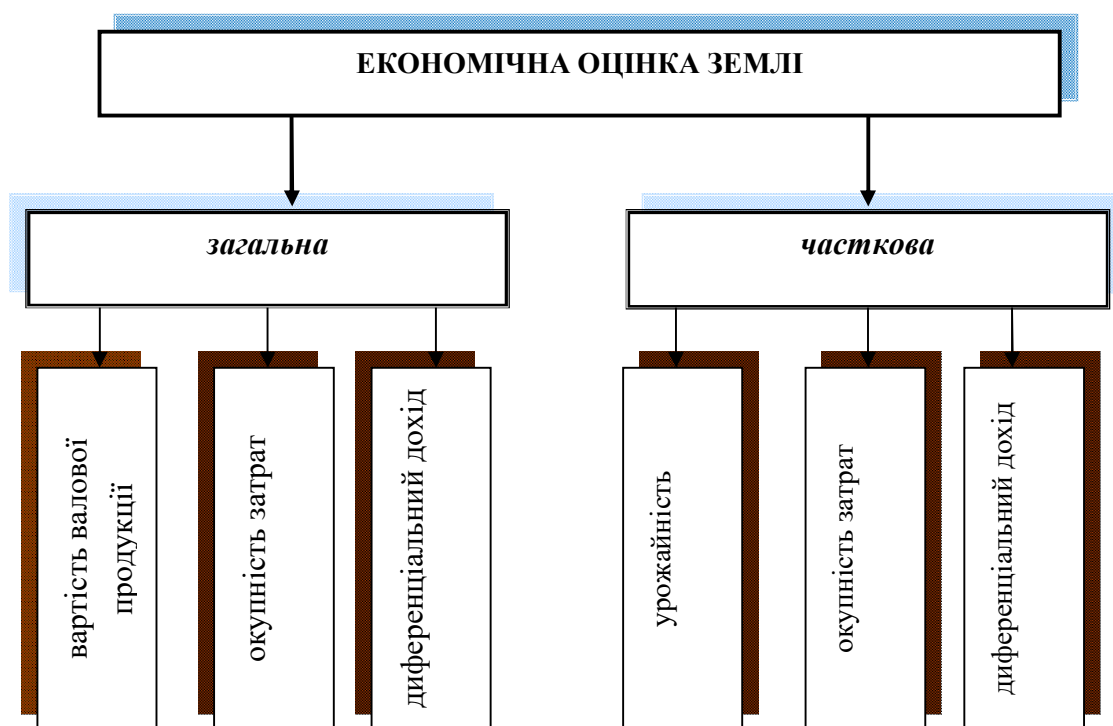 ЕКОНОМІЧНА ОЦІНКА ЗЕМЛІ
загальна
часткова
вартість валової
продукції
окупність затрат
диференціальний дохід
урожайність
окупність затрат
диференціальний дохід